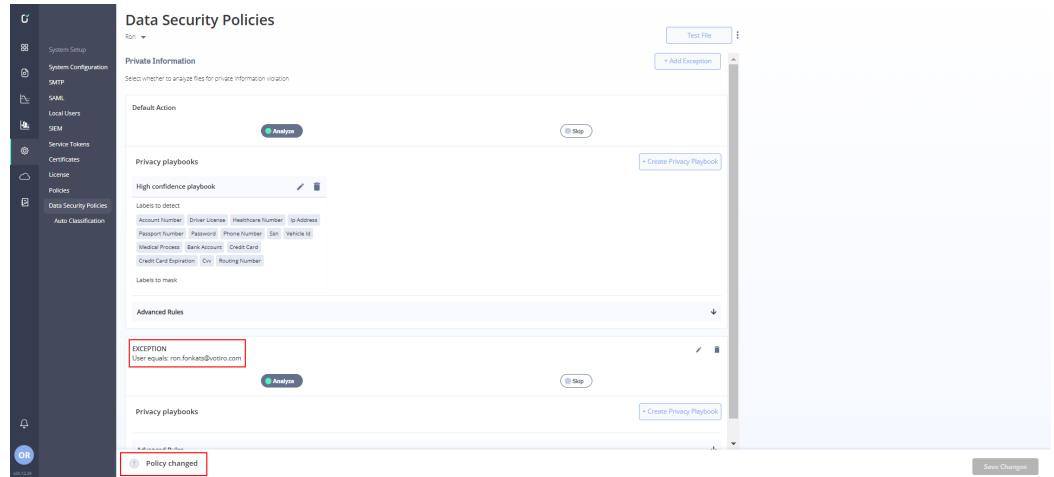 Data Security Policies
Ron
Test File
System Setup
System Configuration
SMTP
SAML
Local Users
SIEM
Service Tokens
Certificates
License
Policies
Data Security Policies
Auto Classification
OR
Private Information
+ Add Exception
Select whether to analyze files for private information violation
Default Action
Analyze
Skip
Privacy playbooks
+ Create Privacy Playbook
High confidence playbook
Labels to detect
Account Number Driver License Healthcare Number Ip Address
Passport Number Password Phone Number Ssn Vehicle Id
Medical Process Bank Account Credit Card
Credit Card Expiration Cvv Routing Number
Labels to mask
Advanced Rules
EXCEPTION
User equals: ron.fonkats@votiro.com
Analyze
Skip
Privacy playbooks
+ Create Privacy Playbook
Advanced Rules
Policy changed
Save Changes